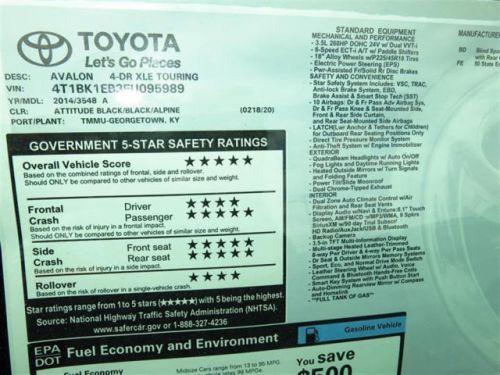 TOYOTA
Let's Go Places
DESC: AVALON 4-DR XLE TOURING
VIN:
YR/MDL: 2014/3548 A
CLR: ATTITUDE BLACK/BLACK/ALPINE (0218/20)
PORT/PLANT: TMMU-GEORGETOWN, KY
GOVERNMENT 5-STAR SAFETY RATINGS
Overall Vehicle Score ★★★★★
Based on the combined ratings of frontal, side and rollover.
Should ONLY be compared to other vehicles of similar size and weight.
Frontal Driver ★★★★
Crash Passenger ★★★★★
Based on the risk of injury in a frontal impact.
Should ONLY be compared to other vehicles of similar size and weight.
Side Front seat ★★★★★
Crash Rear seat ★★★★★
Based on the risk of injury in a side impact.
Rollover ★★★★
Based on the risk of rollover in a single-vehicle crash.
Star ratings range from 1 to 5 stars (★★★★★) with 5 being the highest.
Source: National Highway Traffic Safety Administration (NHTSA).
www.safercar.gov or 1-888-327-4236
EPA
DOT Fuel Economy and Environment
Gasoline Vehicle
Midsize Cars range from 13 to 95 MPG.
You save
$500
STANDARD EQUIPMENT
MECHANICAL AND PERFORMANCE
- 3.5L 268HP DOHC 24V w/ Dual VVT-i
- 6-Speed ECT-i A/T w/ Paddle Shifters
- 18" Alloy Wheels w/P225/45R18 Tires
- Electric Power Steering (EPS)
- Pwr-Assisted Fr/Solid Rr Disc Brakes
SAFETY AND CONVENIENCE
- Star Safety System Includes: VSC, TRAC,
Anti-lock Brake System, EBD,
Brake Assist & Smart Stop Tech (SST)
- 10 Airbags: Dr & Fr Pass Adv Airbag Sys,
Dr & Fr Pass Knee & Seat-Mounted Side,
Front & Rear Side Curtain,
and Rear Seat-Mounted Side Airbags
- LATCH(LWr Anchor & Tethers for Children)
for Outboard Rear Seating Positions Only
- Direct Tire Pressure Monitor System
- Anti-Theft System w/ Engine Immobilizer
EXTERIOR
- QuadraBeam Headlights w/ Auto On/Off
- Fog Lights and Daytime Running Lights
- Heated Outside Mirrors w/ Turn Signals
and Folding Feature
- Power Tilt/Slide Moonroof
- Dual Chrome-Tipped Exhaust
INTERIOR
- Dual Zone Auto Climate Control w/Air
Filtration and Rear Seat Vents
- Display Audio w/Navi & Entune/6.1" Touch
Screen, AM/FM/CD w/MP3/WMA, 8 Spkrs
SiriusXM w/90-day Trial Subscr
HD Radio/AuxJack/USB & Bluetooth
- Backup Camera
- 3.5-in TFT Multi-Information Display
- Multi-stage Heated Leather-Trimmed
8-way Pwr Driver & 4-way Pwr Pass Seats
- Dr Seat & Outside Mirrors Memory System
- Sport, Eco, and Normal Drive Mode Switch
- Leather Steering Wheel w/ Audio, Voice
Command, Bluetooth Hands-Free Ctrls
- Smart Key System with Push Button Start
- Auto-Dimming Rearview Mirror w/ Compass
and Homelink
**FULL TANK OF GAS**
MANUFACTURER
BD Blind
with Rear
FE 50 State